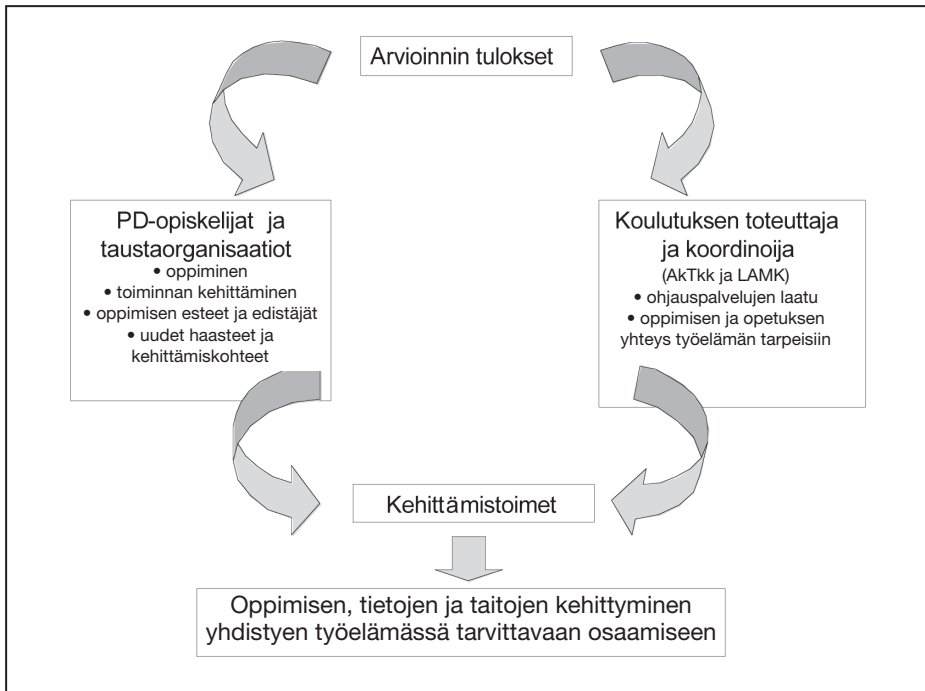 Arvioinnin tulokset
PD-opiskelijat ja
taustaorganisaatiot
• oppiminen
• toiminnan kehittäminen
• oppimisen esteet ja edistäjät
• uudet haasteet ja
kehittämiskohteet
Koulutuksen toteuttaja
ja koordinoija
(AkTkk ja LAMK)
• ohjauspalvelujen laatu
• oppimisen ja opetuksen
yhteys työelämän tarpeisiin
Kehittämistoimet
Oppimisen, tietojen ja taitojen kehittyminen
yhdistyen työelämässä tarvittavaan osaamiseen